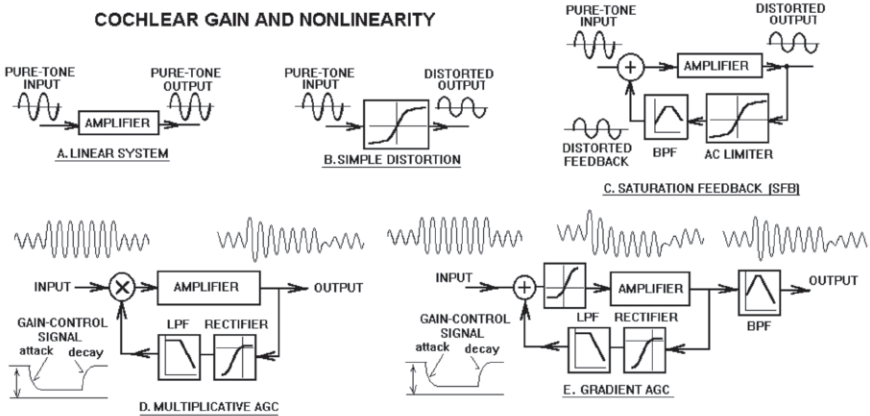 COCHLEAR GAIN AND NONLINEARITY
PURE-TONE
INPUT
PURE-TONE
OUTPUT
AMPLIFIER
A. LINEAR SYSTEM
PURE-TONE
INPUT
DISTORTED
OUTPUT
B. SIMPLE DISTORTION
PURE-TONE
INPUT
DISTORTED
OUTPUT
+
AMPLIFIER
DISTORTED
FEEDBACK
BPF
AC LIMITER
C. SATURATION FEEDBACK (SFB)
INPUT
AMPLIFIER
OUTPUT
GAIN-CONTROL
SIGNAL
attack
decay
LPF
RECTIFIER
D. MULTIPLICATIVE AGC
INPUT
+
AMPLIFIER
OUTPUT
BPF
GAIN-CONTROL
SIGNAL
attack
decay
LPF
RECTIFIER
E. GRADIENT AGC